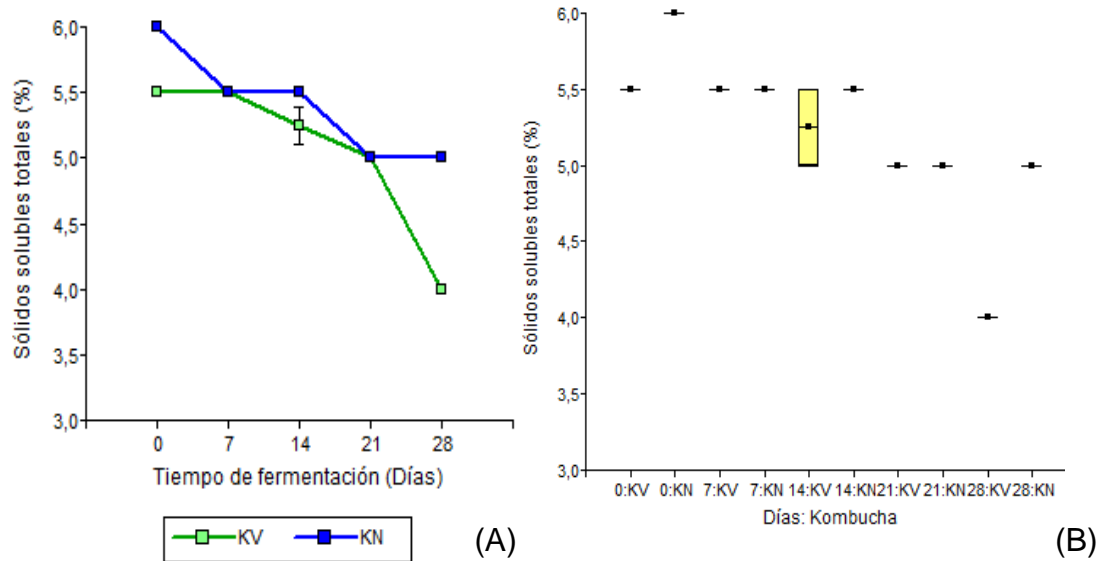 Sólidos solubles totales (%)
6,0
5,5
5,0
4,5
4,0
3,5
3,0
0 7 14 21 28
Tiempo de fermentación (Días)
KV KN
(A)
Sólidos solubles totales (%)
6,0
5,5
5,0
4,5
4,0
3,5
3,0
0:KV 0:KN 7:KV 7:KN 14:KV 14:KN 21:KV 21:KN 28:KV 28:KN
Días: Kombucha
(B)